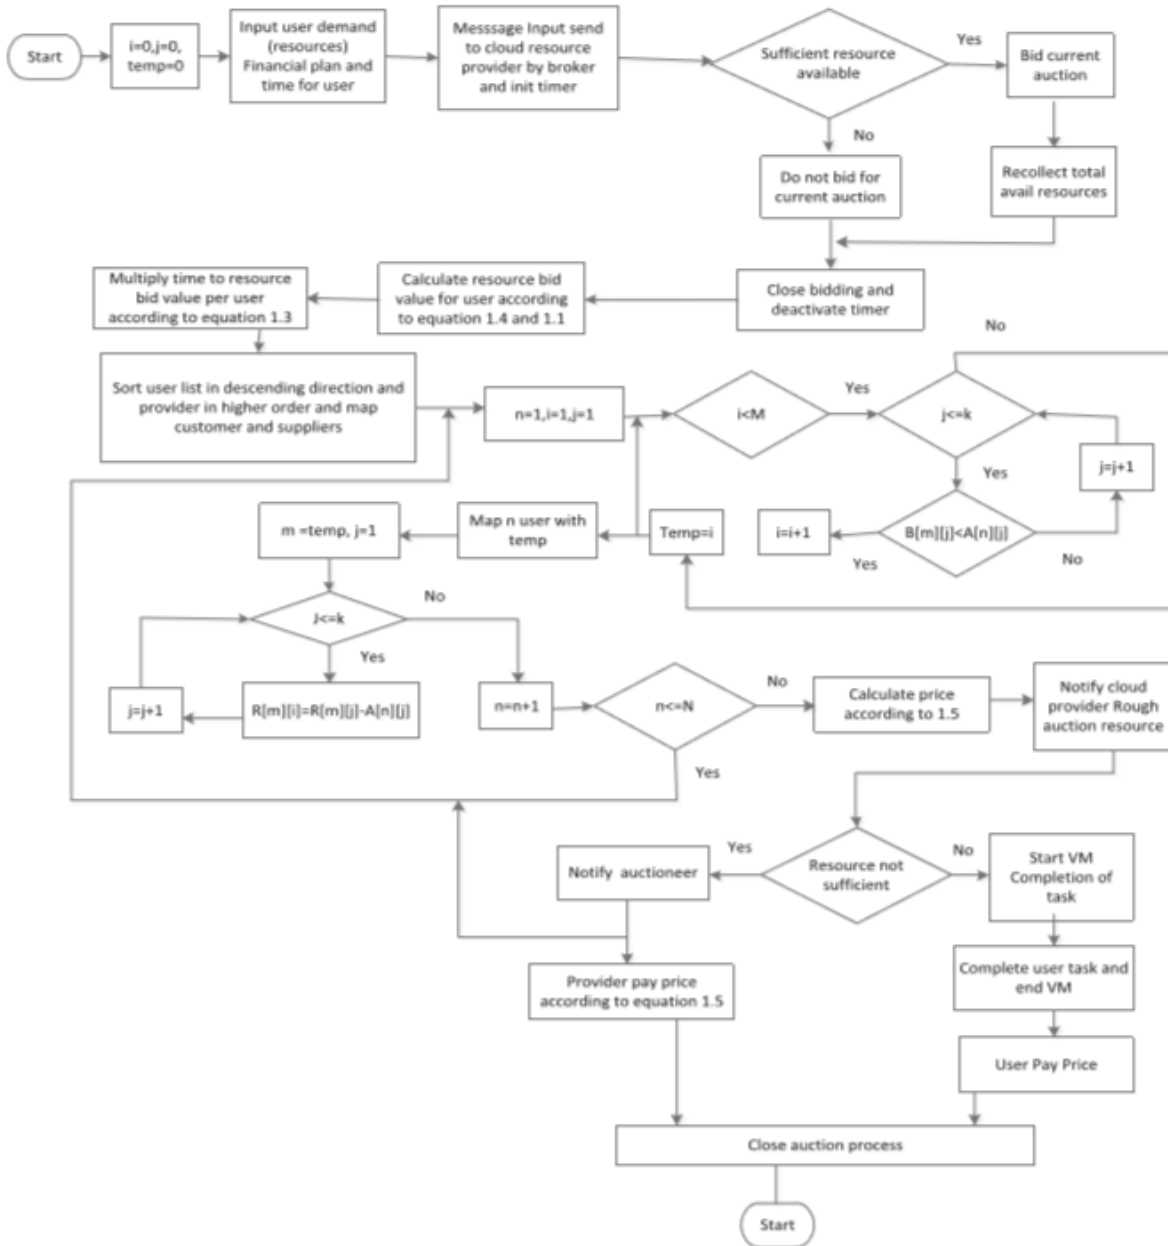 Start
i=0,j=0,
temp=0
Input user demand
(resources)
Financial plan and
time for user
Messsage Input send
to cloud resource
provider by broker
and init timer
Sufficient resource
available
Yes
Bid current
auction
No
Do not bid for
current auction
Recollect total
avail resources
Multiply time to resource
bid value per user
according to equation 1.3
Calculate resource bid
value for user according
to equation 1.4 and 1.1
Close bidding and
deactivate timer
No
Sort user list in descending direction and
provider in higher order and map
customer and suppliers
n=1,i=1,j=1
i<M
Yes
j<=k
j=j+1
Yes
m =temp, j=1
Map n user with
temp
Temp=i
i=i+1
B[m][j]<A[n][j]
Yes
No
J<=k
No
Yes
j=j+1
R[m][i]=R[m][j]-A[n][j]
n=n+1
n<=N
No
Calculate price
according to 1.5
Notify cloud
provider Rough
auction resource
Yes
Notify auctioneer
Yes
Resource not
sufficient
No
Start VM
Completion of
task
Provider pay price
according to equation 1.5
Complete user task and
end VM
User Pay Price
Close auction process
Start